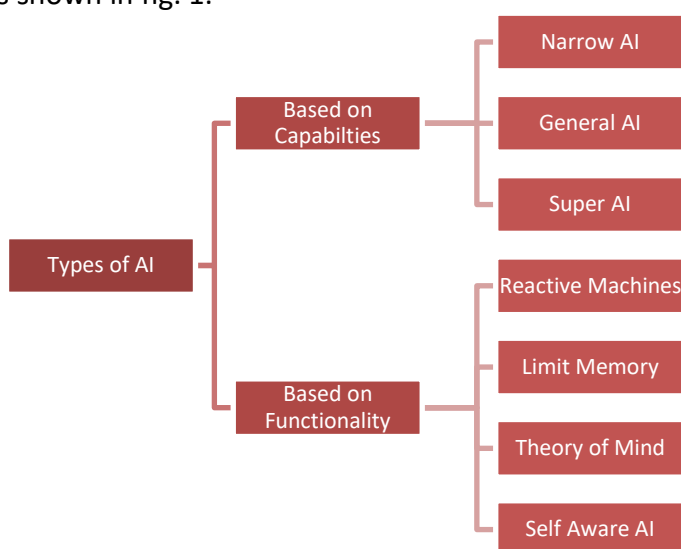 s shown in fig. 1.
Types of AI
Based on
Capabilties
Narrow AI
General AI
Super AI
Based on
Functionality
Reactive Machines
Limit Memory
Theory of Mind
Self Aware AI